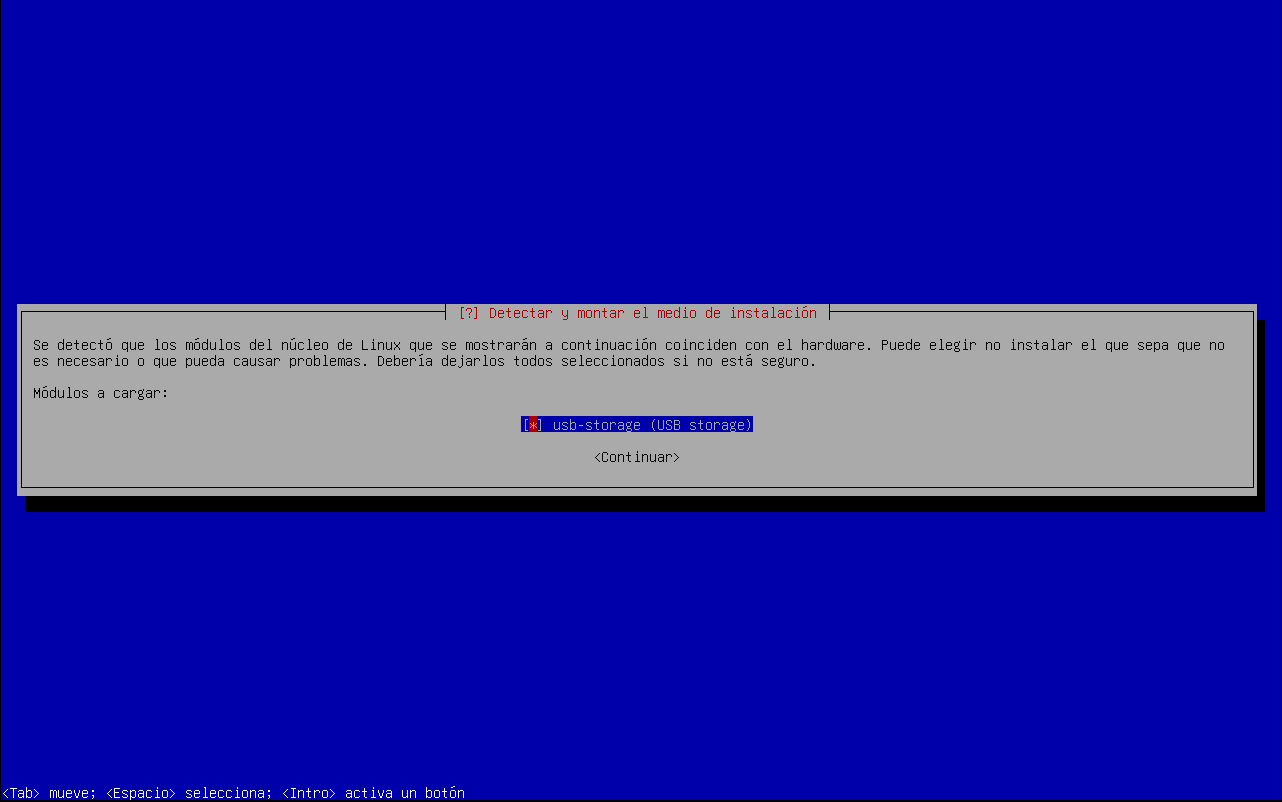 [?] Detectar y montar el medio de instalación
Se detectó que los módulos del núcleo de Linux que se mostrarán a continuación coinciden con el hardware. Puede elegir no instalar el que sepa que no
es necesario o que pueda causar problemas. Debería dejarlos todos seleccionados si no está seguro.
Módulos a cargar:
[*] usb-storage (USB storage)
<Continuar>
<Tab> mueve; <Espacio> selecciona; <Intro> activa un botón